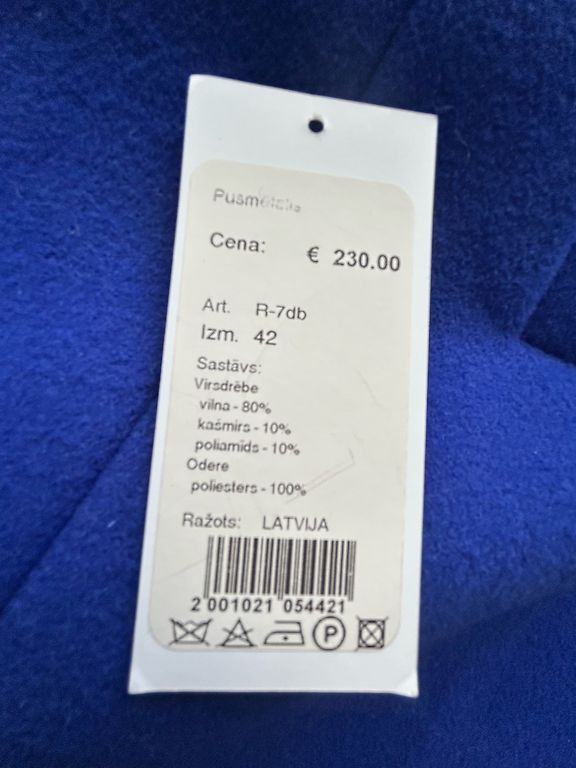 Pusmētelis
Cena: € 230.00
Art. R-7db
Izm. 42
Sastāvs:
Virsdrēbe
vilna - 80%
kašmirs - 10%
poliamīds - 10%
Odere
poliesters - 100%
Ražots: LATVIJA
2 001021 054421
P